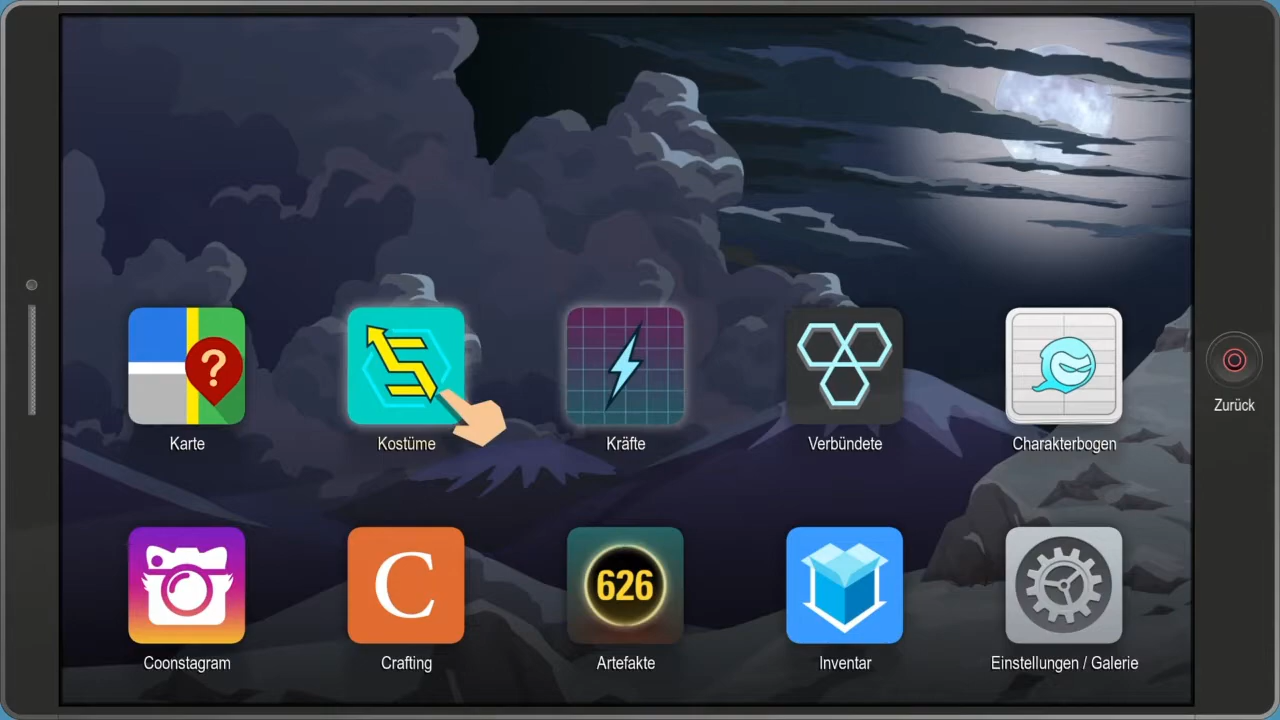 ?
Karte
Kostüme
Kräfte
Verbündete
Charakterbogen
Zurück
C
626
Coonstagram
Crafting
Artefakte
Inventar
Einstellungen / Galerie